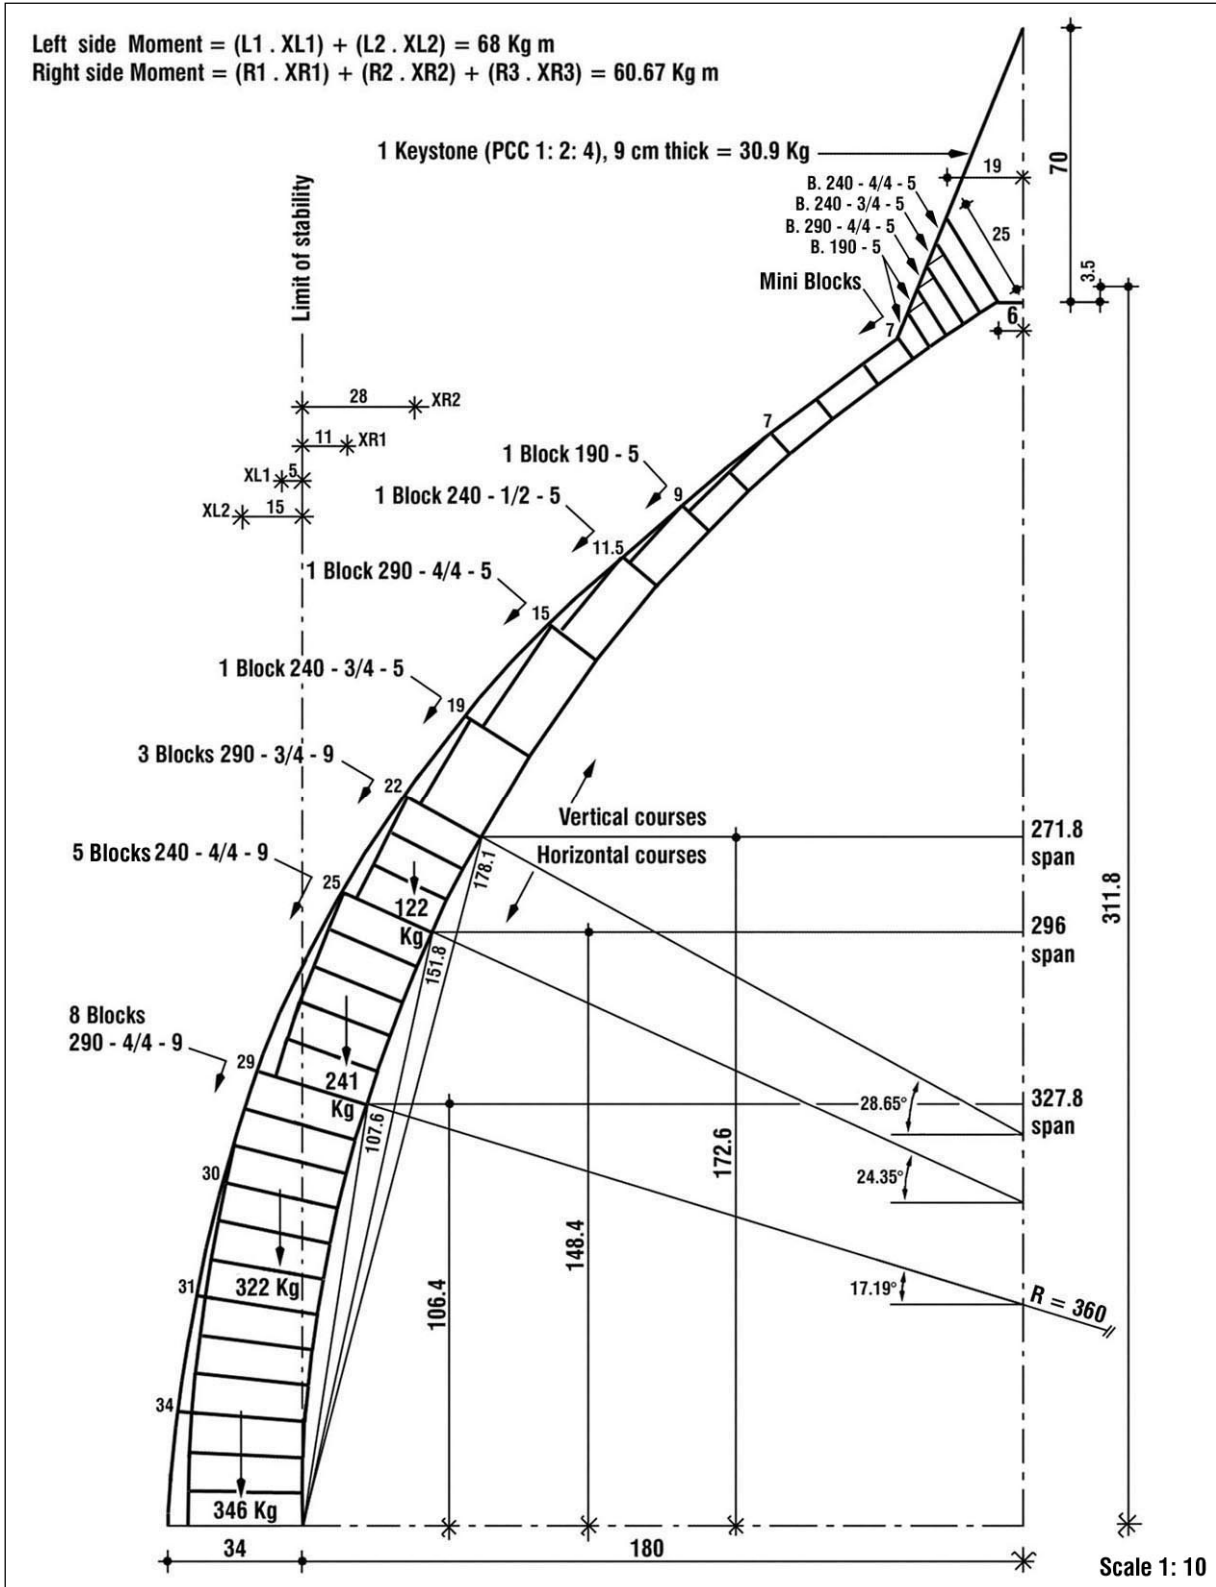 Left side Moment = (L1 . XL1) + (L2 . XL2) = 68 Kg m
Right side Moment = (R1 . XR1) + (R2 . XR2) + (R3 . XR3) = 60.67 Kg m
1 Keystone (PCC 1: 2: 4), 9 cm thick = 30.9 Kg
70
19
B. 240 - 4/4 - 5
B. 240 - 3/4 - 5
B. 290 - 4/4 - 5
B. 190 - 5
25
3.5
Limit of stability
Mini Blocks
7
6
28
XR2
11
XR1
XL1
5
XL2
15
7
1 Block 190 - 5
9
1 Block 240 - 1/2 - 5
11.5
1 Block 290 - 4/4 - 5
15
1 Block 240 - 3/4 - 5
19
3 Blocks 290 - 3/4 - 9
22
Vertical courses
Horizontal courses
271.8
span
5 Blocks 240 - 4/4 - 9
25
178.1
122
Kg
151.8
296
span
311.8
8 Blocks
290 - 4/4 - 9
29
241
Kg
107.6
28.65°
327.8
span
172.6
24.35°
30
148.4
322 Kg
31
106.4
17.19°
R = 360
34
346 Kg
34
180
Scale 1: 10